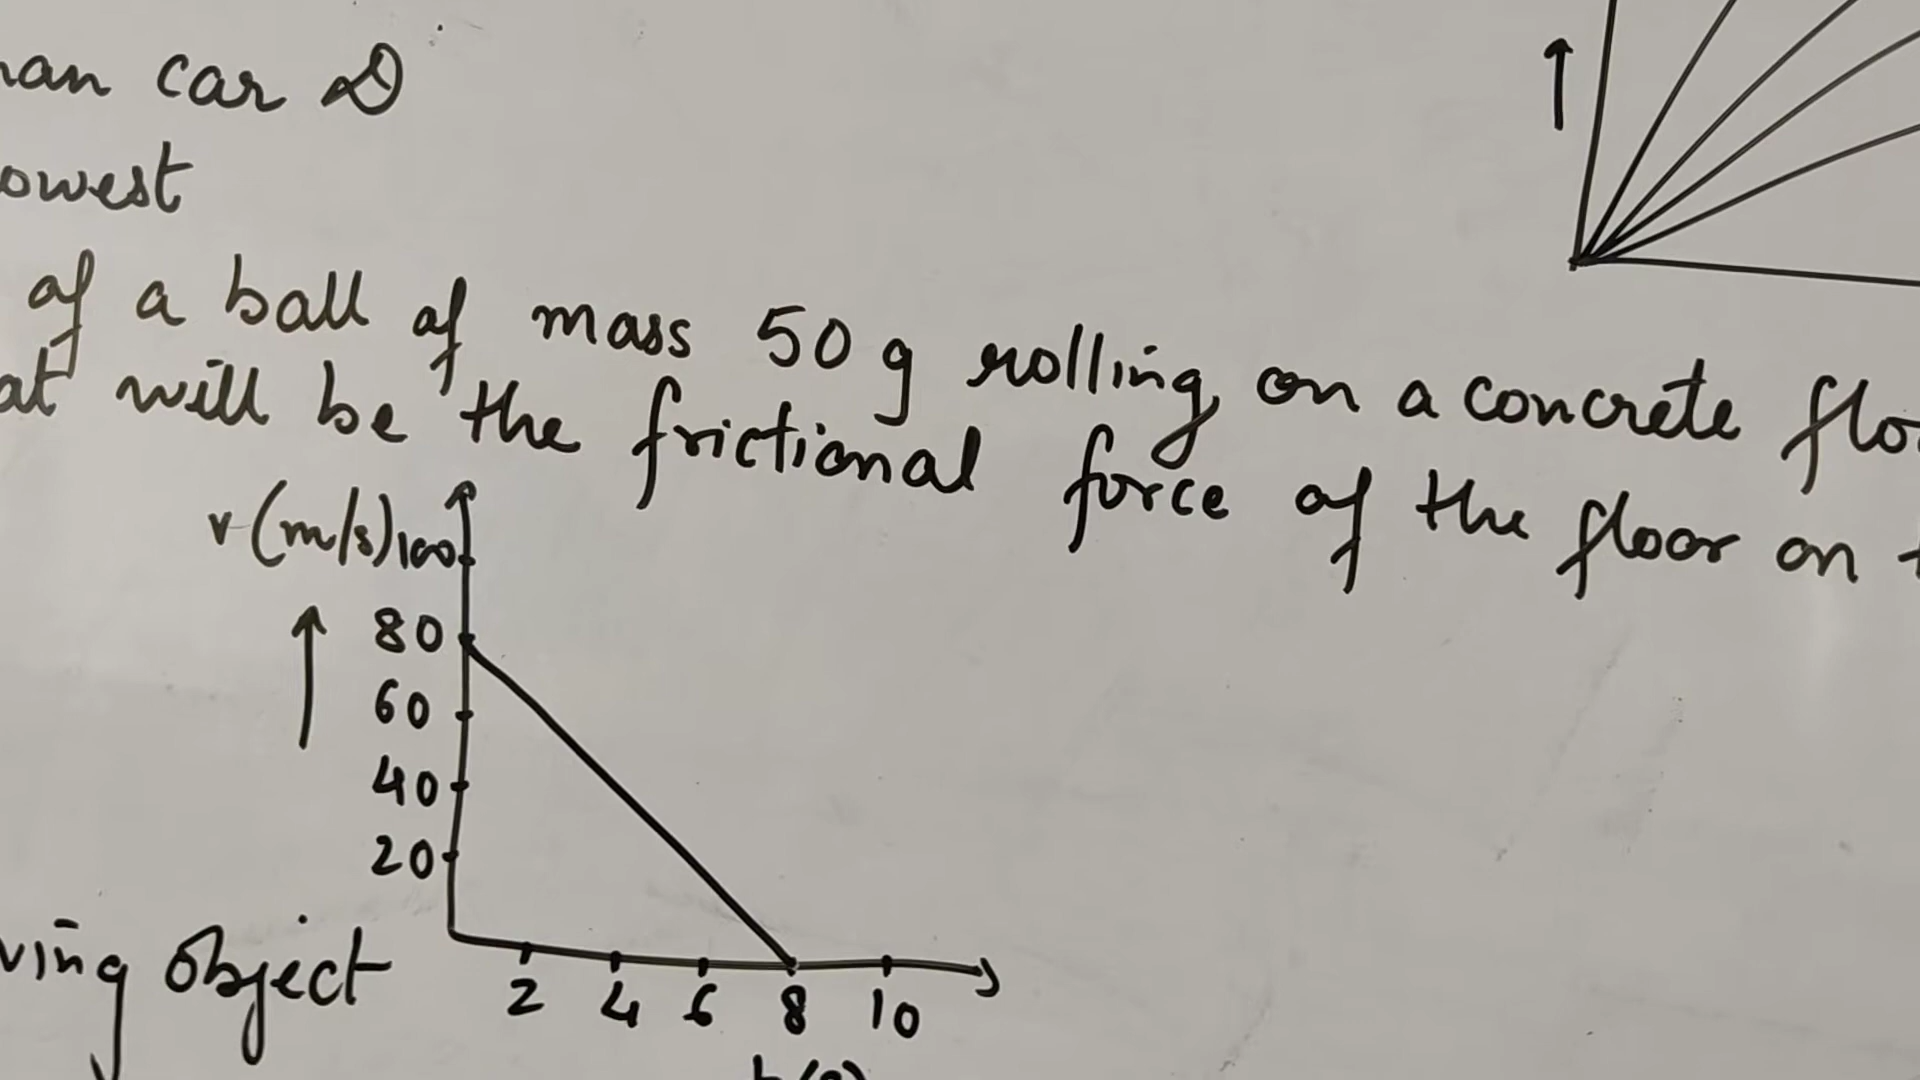 car D
owest
of a ball of mass 50 g rolling on a concrete flo
at will be the frictional force of the floor on
v (m/s)
100
80
60
40
20
2 4 6 8 10
ving object